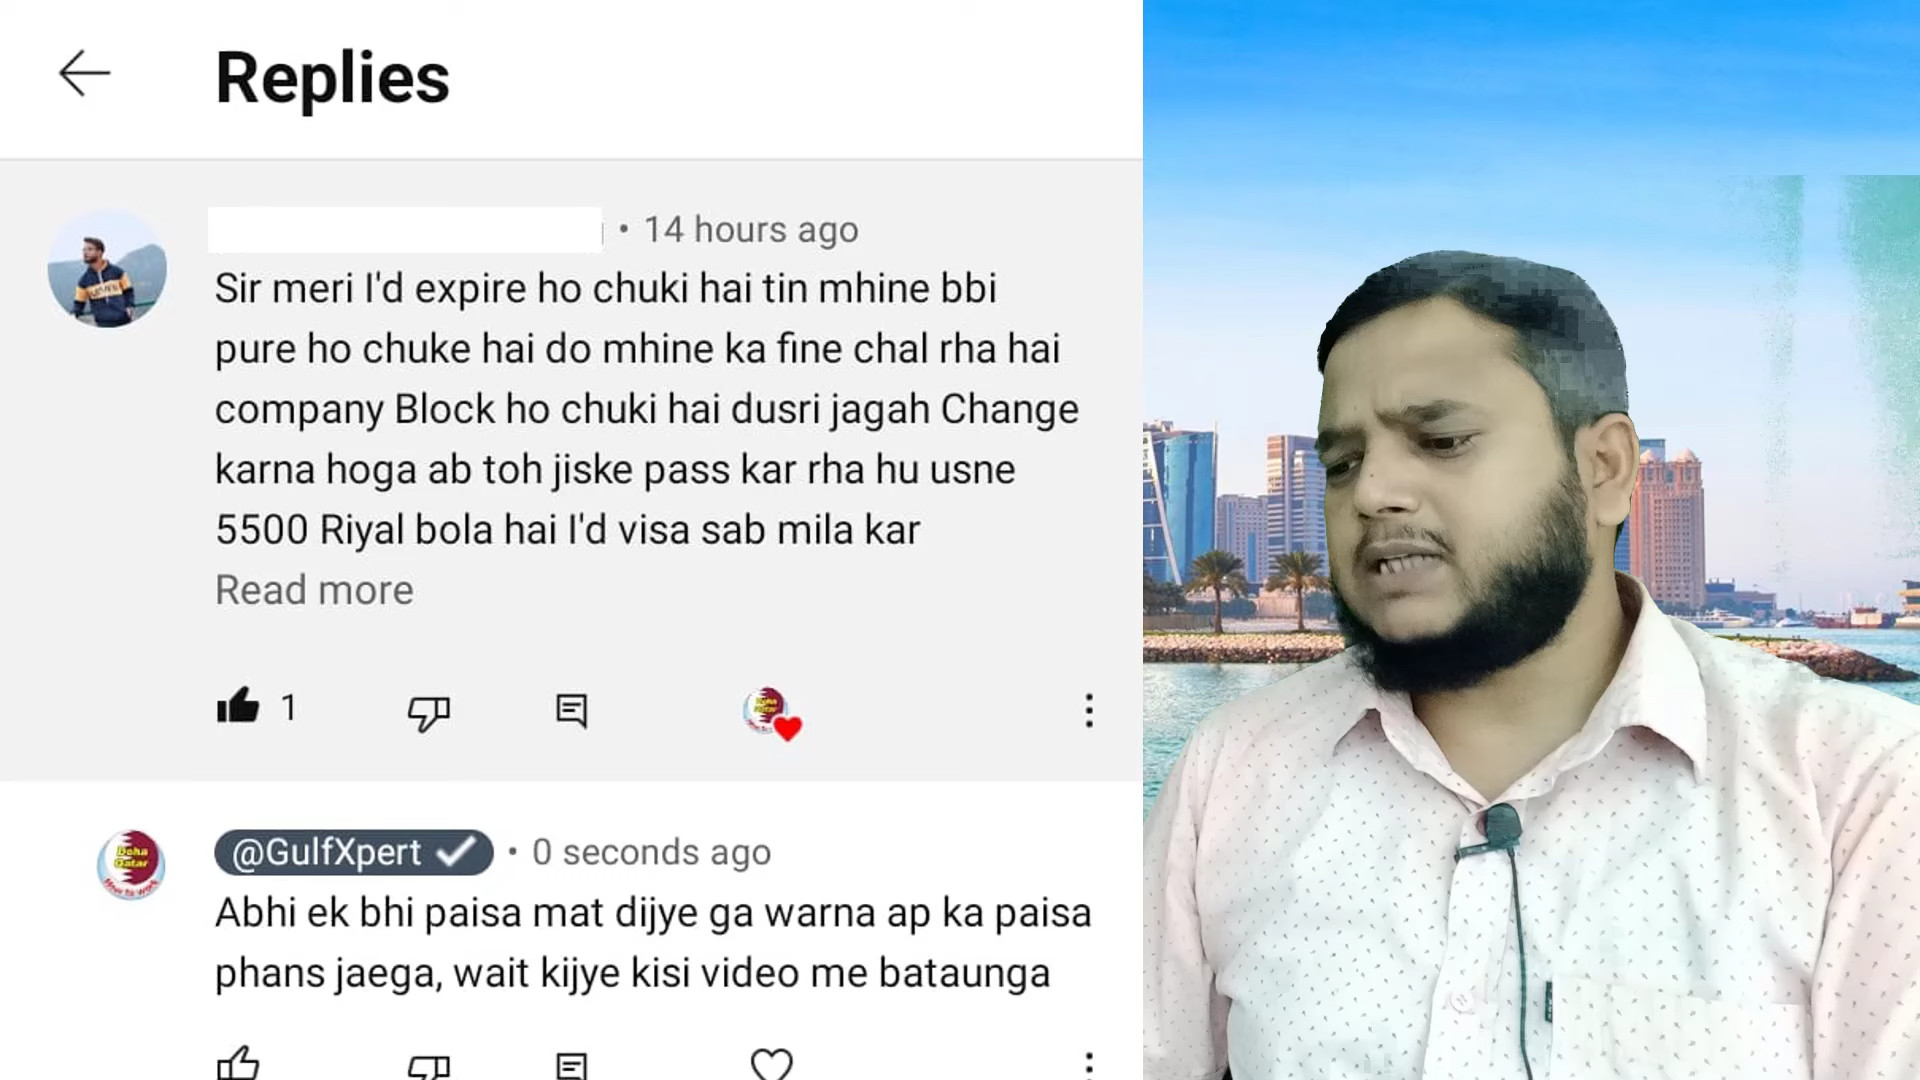 Replies
• 14 hours ago
Sir meri I'd expire ho chuki hai tin mhine bbi
pure ho chuke hai do mhine ka fine chal rha hai
company Block ho chuki hai dusri jagah Change
karna hoga ab toh jiske pass kar rha hu usne
5500 Riyal bola hai I'd visa sab mila kar
Read more
1
Doha
Qatar
@GulfXpert • 0 seconds ago
Abhi ek bhi paisa mat dijye ga warna ap ka paisa
phans jaega, wait kijye kisi video me bataunga